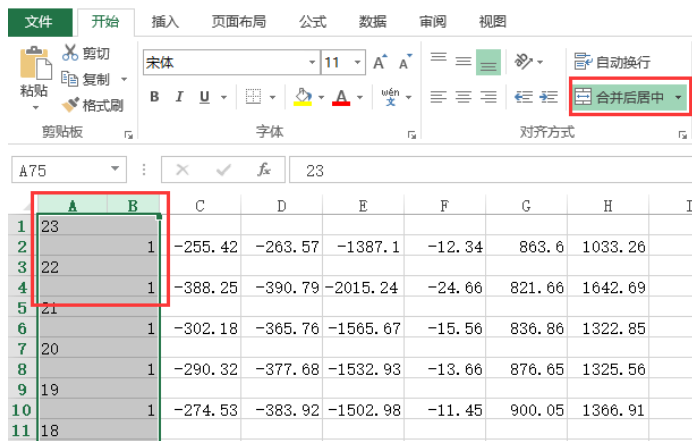 文件 开始 插入 页面布局 公式 数据 审阅 视图
剪切 宋体 11 A A 自动换行
复制
粘贴 格式刷 B I U A wén 文 合并后居中
剪贴板 字体 对齐方式
A75 fx 23
A B C D E F G H I
1 23
2 1 -255.42 -263.57 -1387.1 -12.34 863.6 1033.26
3 22
4 1 -388.25 -390.79 -2015.24 -24.66 821.66 1642.69
5 21
6 1 -302.18 -365.76 -1565.67 -15.56 836.86 1322.85
7 20
8 1 -290.32 -377.68 -1532.93 -13.66 876.65 1325.56
9 19
10 1 -274.53 -383.92 -1502.98 -11.45 900.05 1366.91
11 18